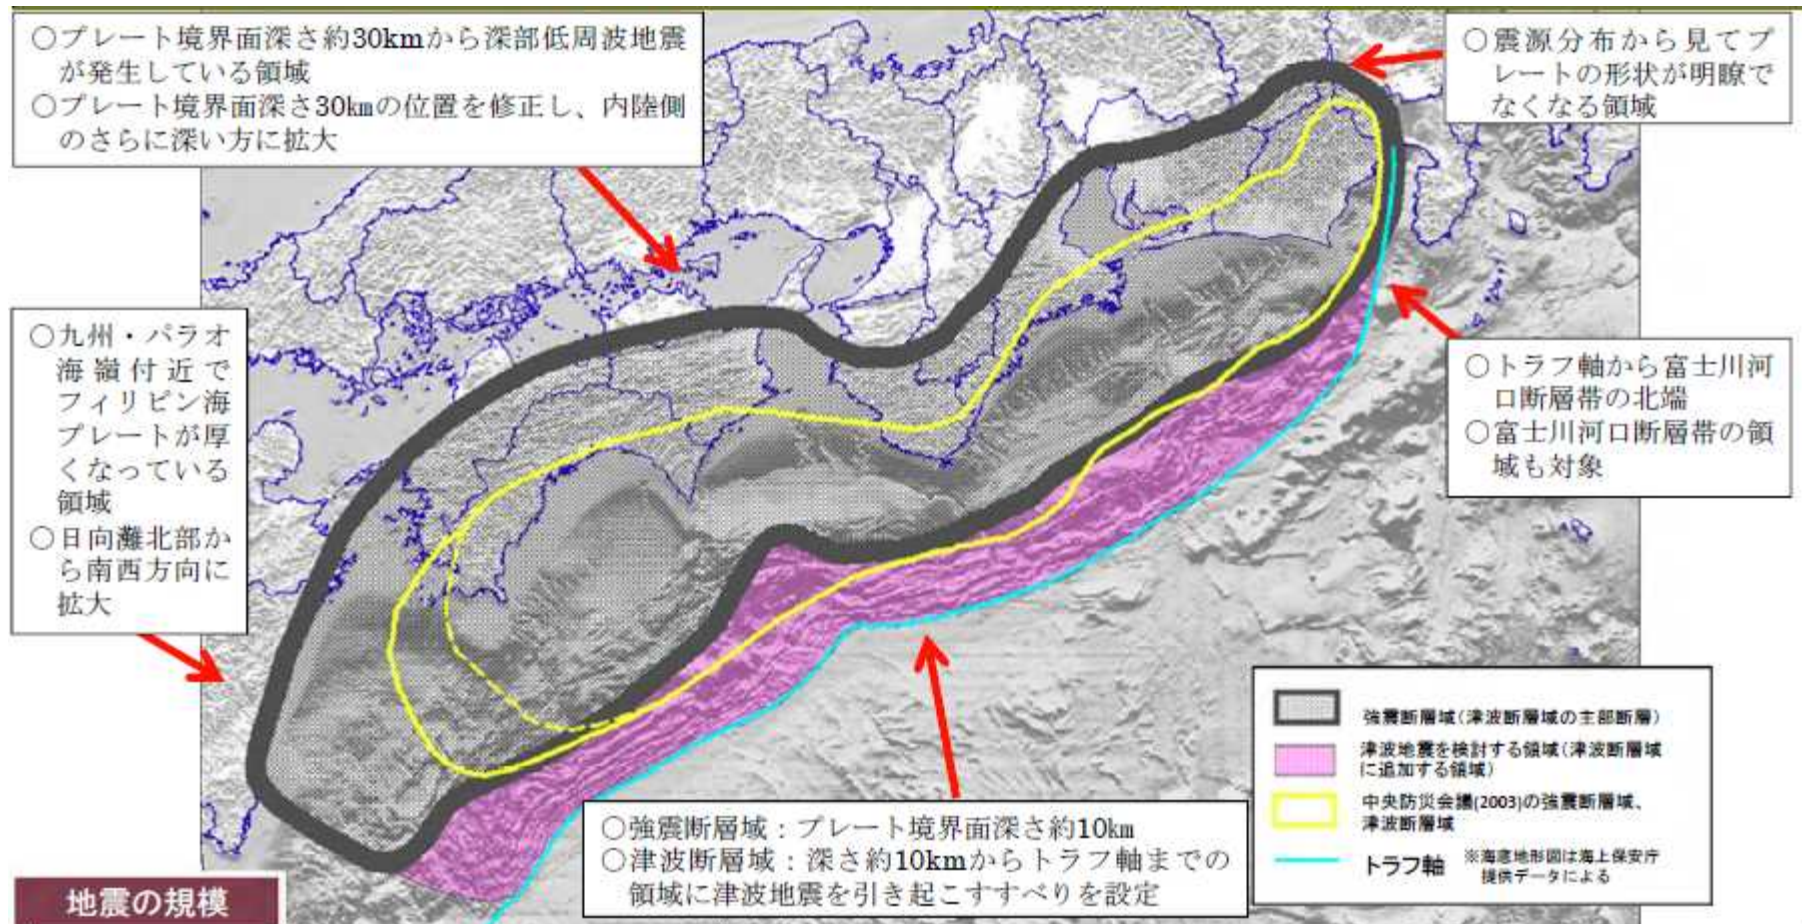 ○プレート境界面深さ約30kmから深部低周波地震
が発生している領域
○プレート境界面深さ30㎞の位置を修正し、内陸側
のさらに深い方に拡大
○震源分布から見てプ
レートの形状が明瞭で
なくなる領域
○九州・パラオ
海嶺付近で
フィリピン海
プレートが厚
くなっている
領域
○日向灘北部か
ら南西方向に
拡大
○トラフ軸から富士川河
口断層帯の北端
○富士川河口断層帯の領
域も対象
○強震断層域：プレート境界面深さ約10㎞
○津波断層域：深さ約10kmからトラフ軸までの
領域に津波地震を引き起こすすべりを設定
強震断層域(津波断層域の主部断層)
津波地震を検討する領域(津波断層域
に追加する領域)
中央防災会議(2003)の強震断層域、
津波断層域
トラフ軸
※海底地形図は海上保安庁
提供データによる
地震の規模